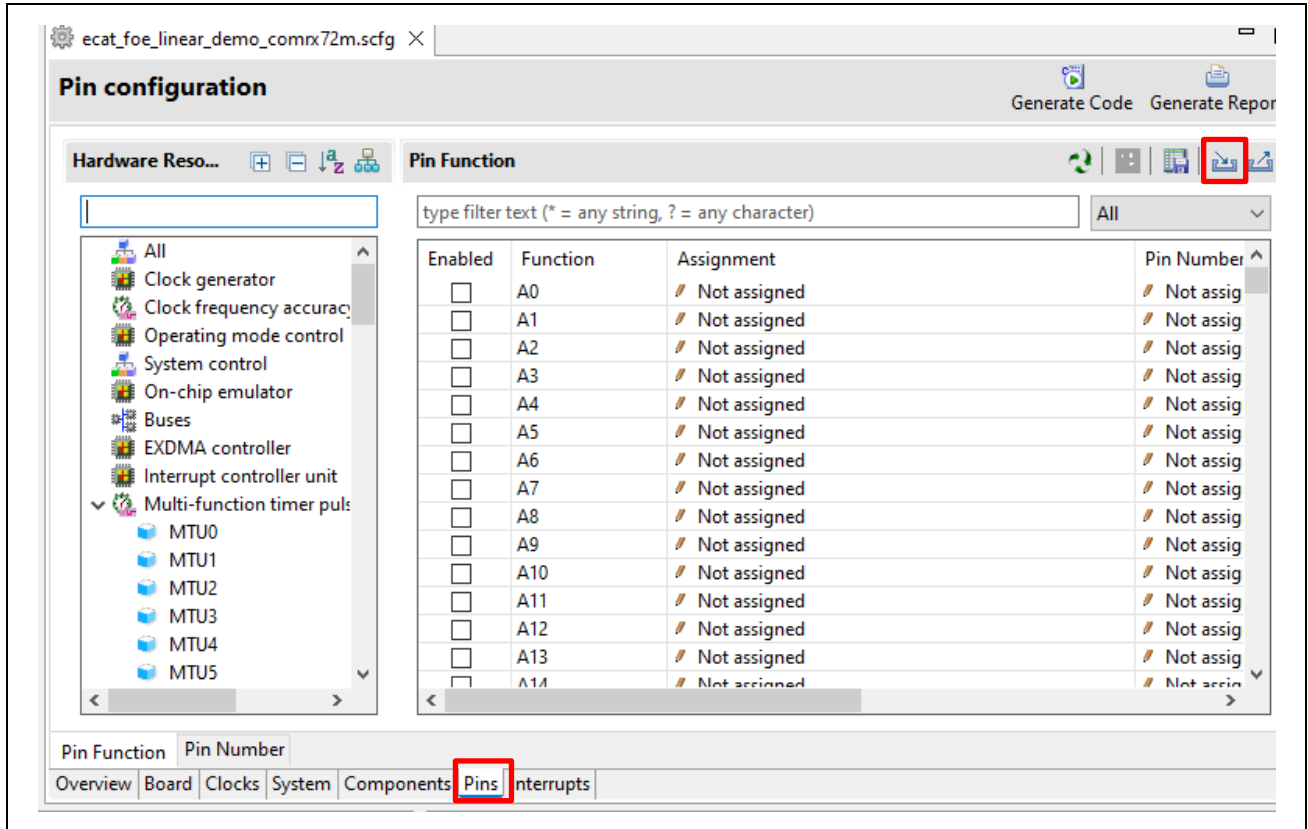 ecat_foe_linear_demo_comrx72m.scfg
Pin configuration
Generate Code Generate Repor
Hardware Reso...
Pin Function
type filter text (* = any string, ? = any character)
All
All
Clock generator
Clock frequency accuracy
Operating mode control
System control
On-chip emulator
Buses
EXDMA controller
Interrupt controller unit
Multi-function timer puls
MTU0
MTU1
MTU2
MTU3
MTU4
MTU5
Enabled Function Assignment Pin Number
A0 Not assigned Not assig
A1 Not assigned Not assig
A2 Not assigned Not assig
A3 Not assigned Not assig
A4 Not assigned Not assig
A5 Not assigned Not assig
A6 Not assigned Not assig
A7 Not assigned Not assig
A8 Not assigned Not assig
A9 Not assigned Not assig
A10 Not assigned Not assig
A11 Not assigned Not assig
A12 Not assigned Not assig
A13 Not assigned Not assig
A14 Not assigned Not assig
Pin Function Pin Number
Overview Board Clocks System Components Pins Interrupts